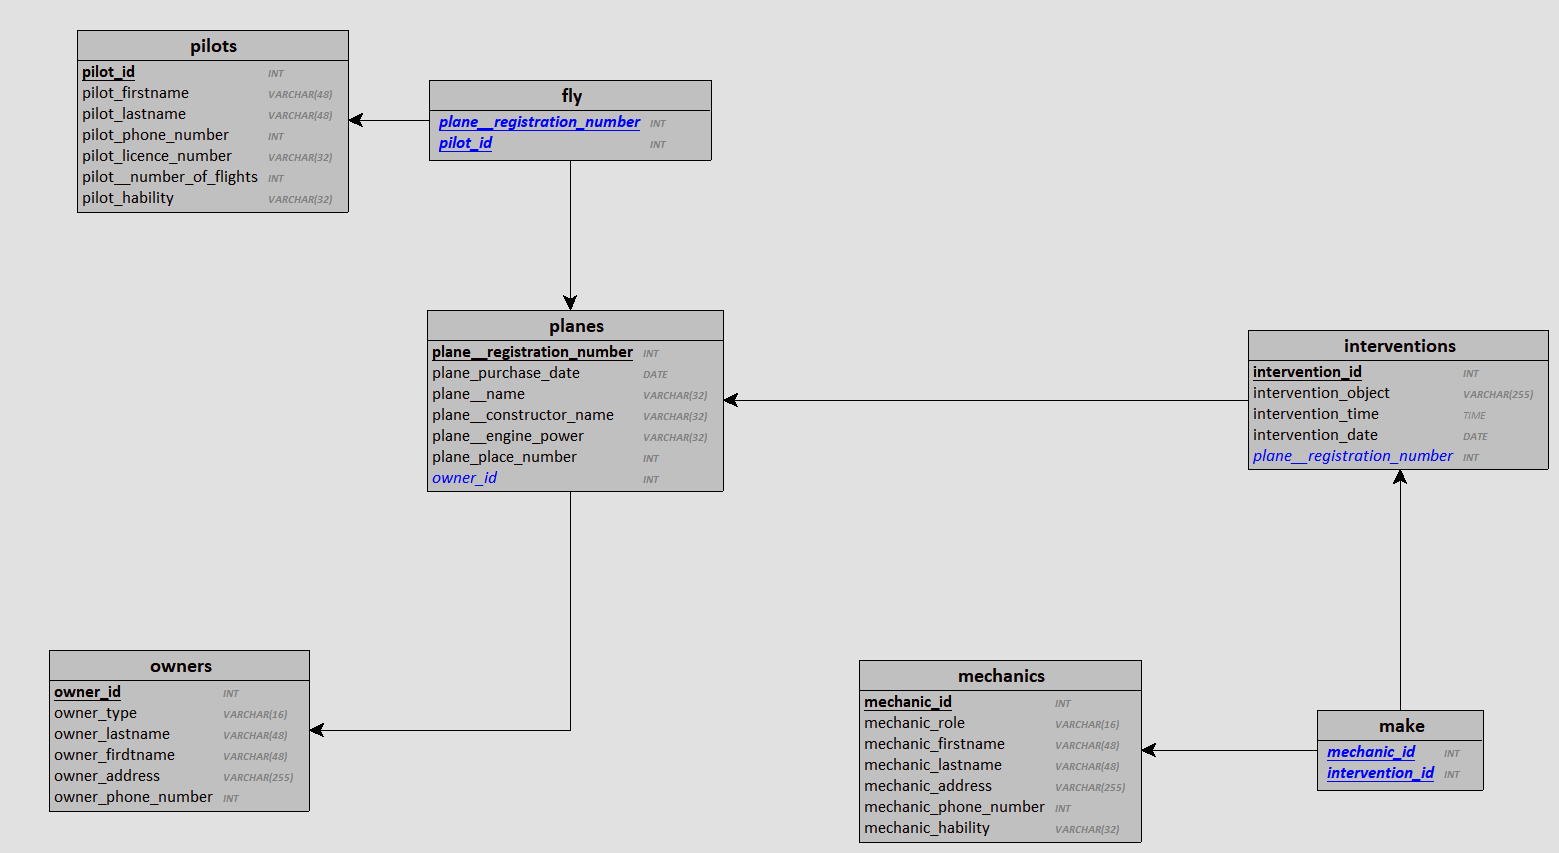 pilots
pilot_id INT
pilot_firstname VARCHAR(48)
pilot_lastname VARCHAR(48)
pilot_phone_number INT
pilot_licence_number VARCHAR(32)
pilot__number_of_flights INT
pilot_hability VARCHAR(32)
fly
plane__registration_number INT
pilot_id INT
planes
plane__registration_number INT
plane_purchase_date DATE
plane__name VARCHAR(32)
plane__constructor_name VARCHAR(32)
plane__engine_power VARCHAR(32)
plane_place_number INT
owner_id INT
interventions
intervention_id INT
intervention_object VARCHAR(255)
intervention_time TIME
intervention_date DATE
plane__registration_number INT
owners
owner_id INT
owner_type VARCHAR(16)
owner_lastname VARCHAR(48)
owner_firdtname VARCHAR(48)
owner_address VARCHAR(255)
owner_phone_number INT
mechanics
mechanic_id INT
mechanic_role VARCHAR(16)
mechanic_firstname VARCHAR(48)
mechanic_lastname VARCHAR(48)
mechanic_address VARCHAR(255)
mechanic_phone_number INT
mechanic_hability VARCHAR(32)
make
mechanic_id INT
intervention_id INT